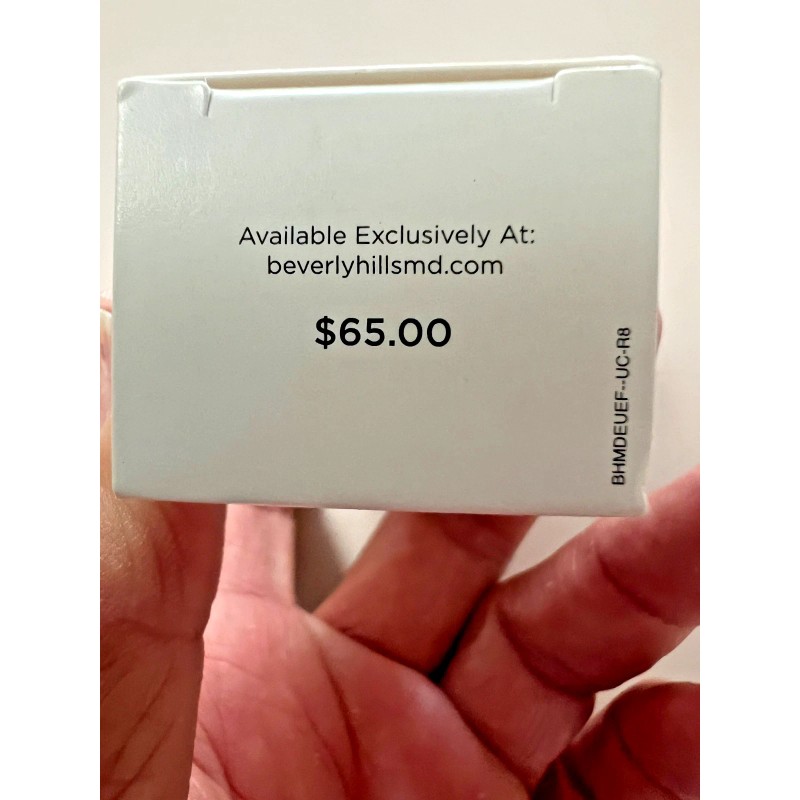 Available Exclusively At:
beverlyhillsmd.com
$65.00
BHMDEUEF--UC-R8